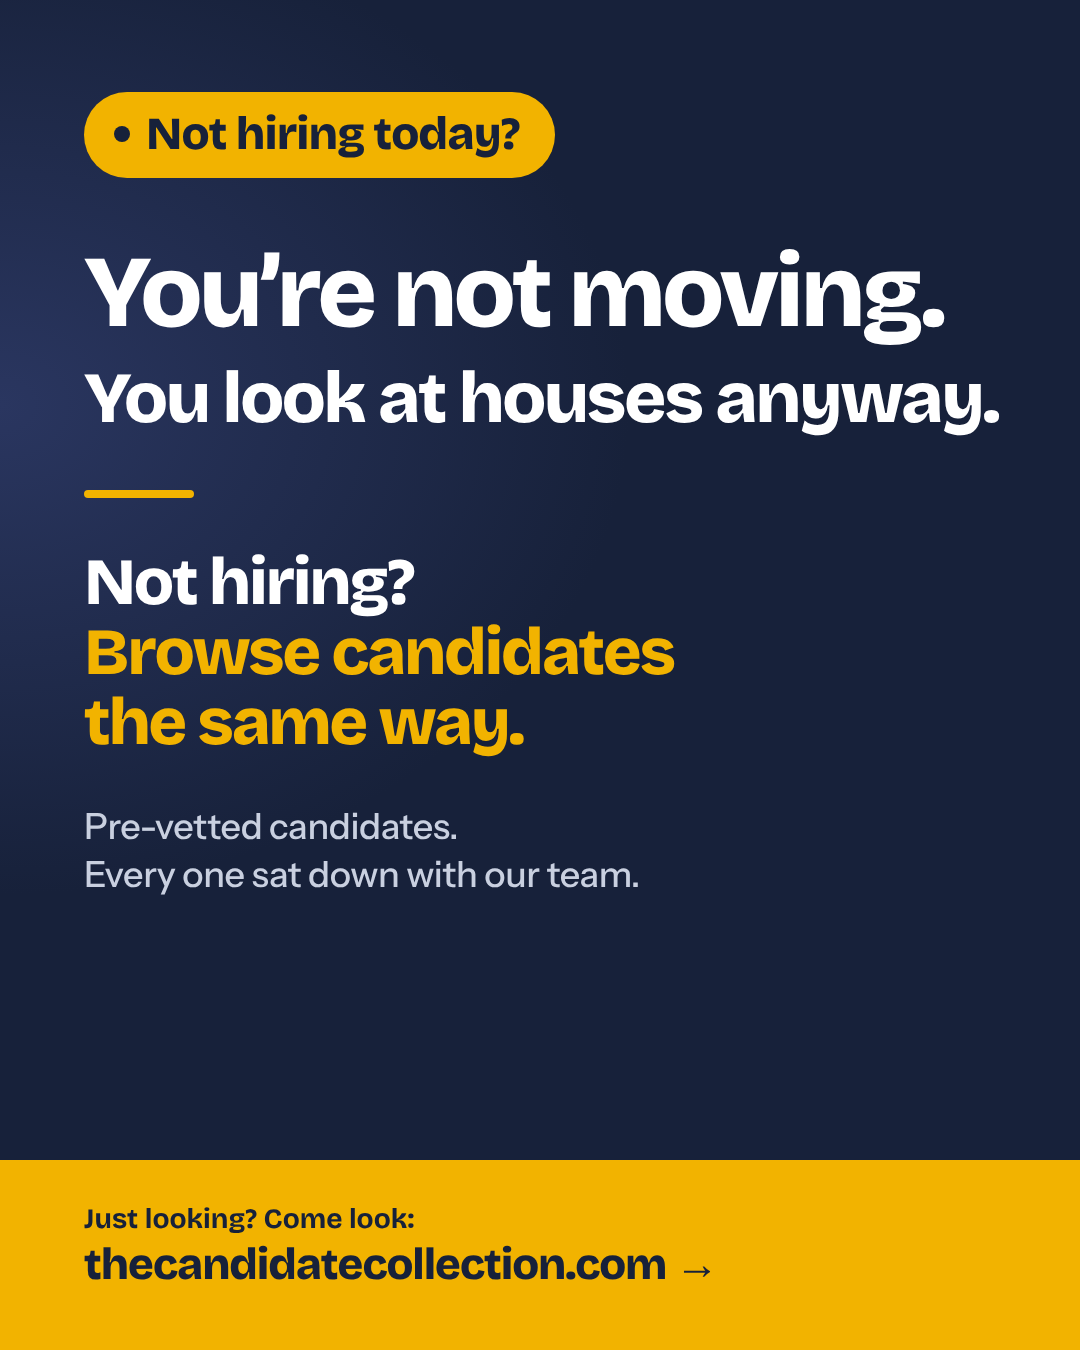 • Not hiring today?
You’re not moving.
You look at houses anyway.
Not hiring?
Browse candidates
the same way.
Pre-vetted candidates.
Every one sat down with our team.
Just looking? Come look:
thecandidatecollection.com →